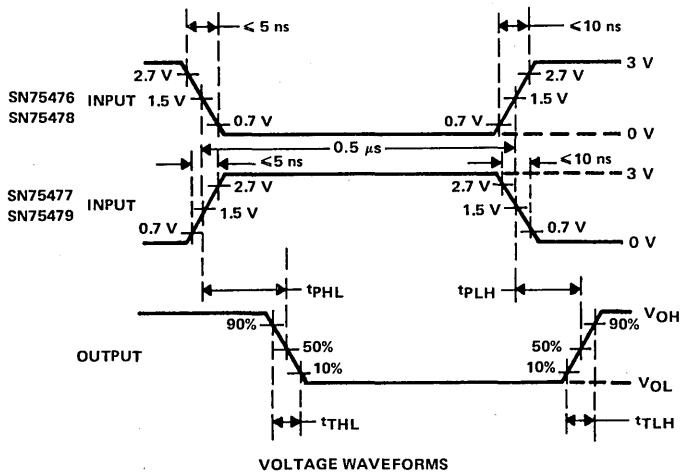 ≤ 5 ns
≤ 10 ns
2.7 V
2.7 V
3 V
SN75476
SN75478
INPUT
1.5 V
1.5 V
0.7 V
0.7 V
0 V
0.5 µs
≤ 5 ns
≤ 10 ns
3 V
2.7 V
2.7 V
SN75477
SN75479
INPUT
1.5 V
1.5 V
0.7 V
0.7 V
0 V
tPHL
tPLH
VOH
90%
90%
OUTPUT
50%
50%
10%
10%
VOL
tTHL
tTLH
VOLTAGE WAVEFORMS